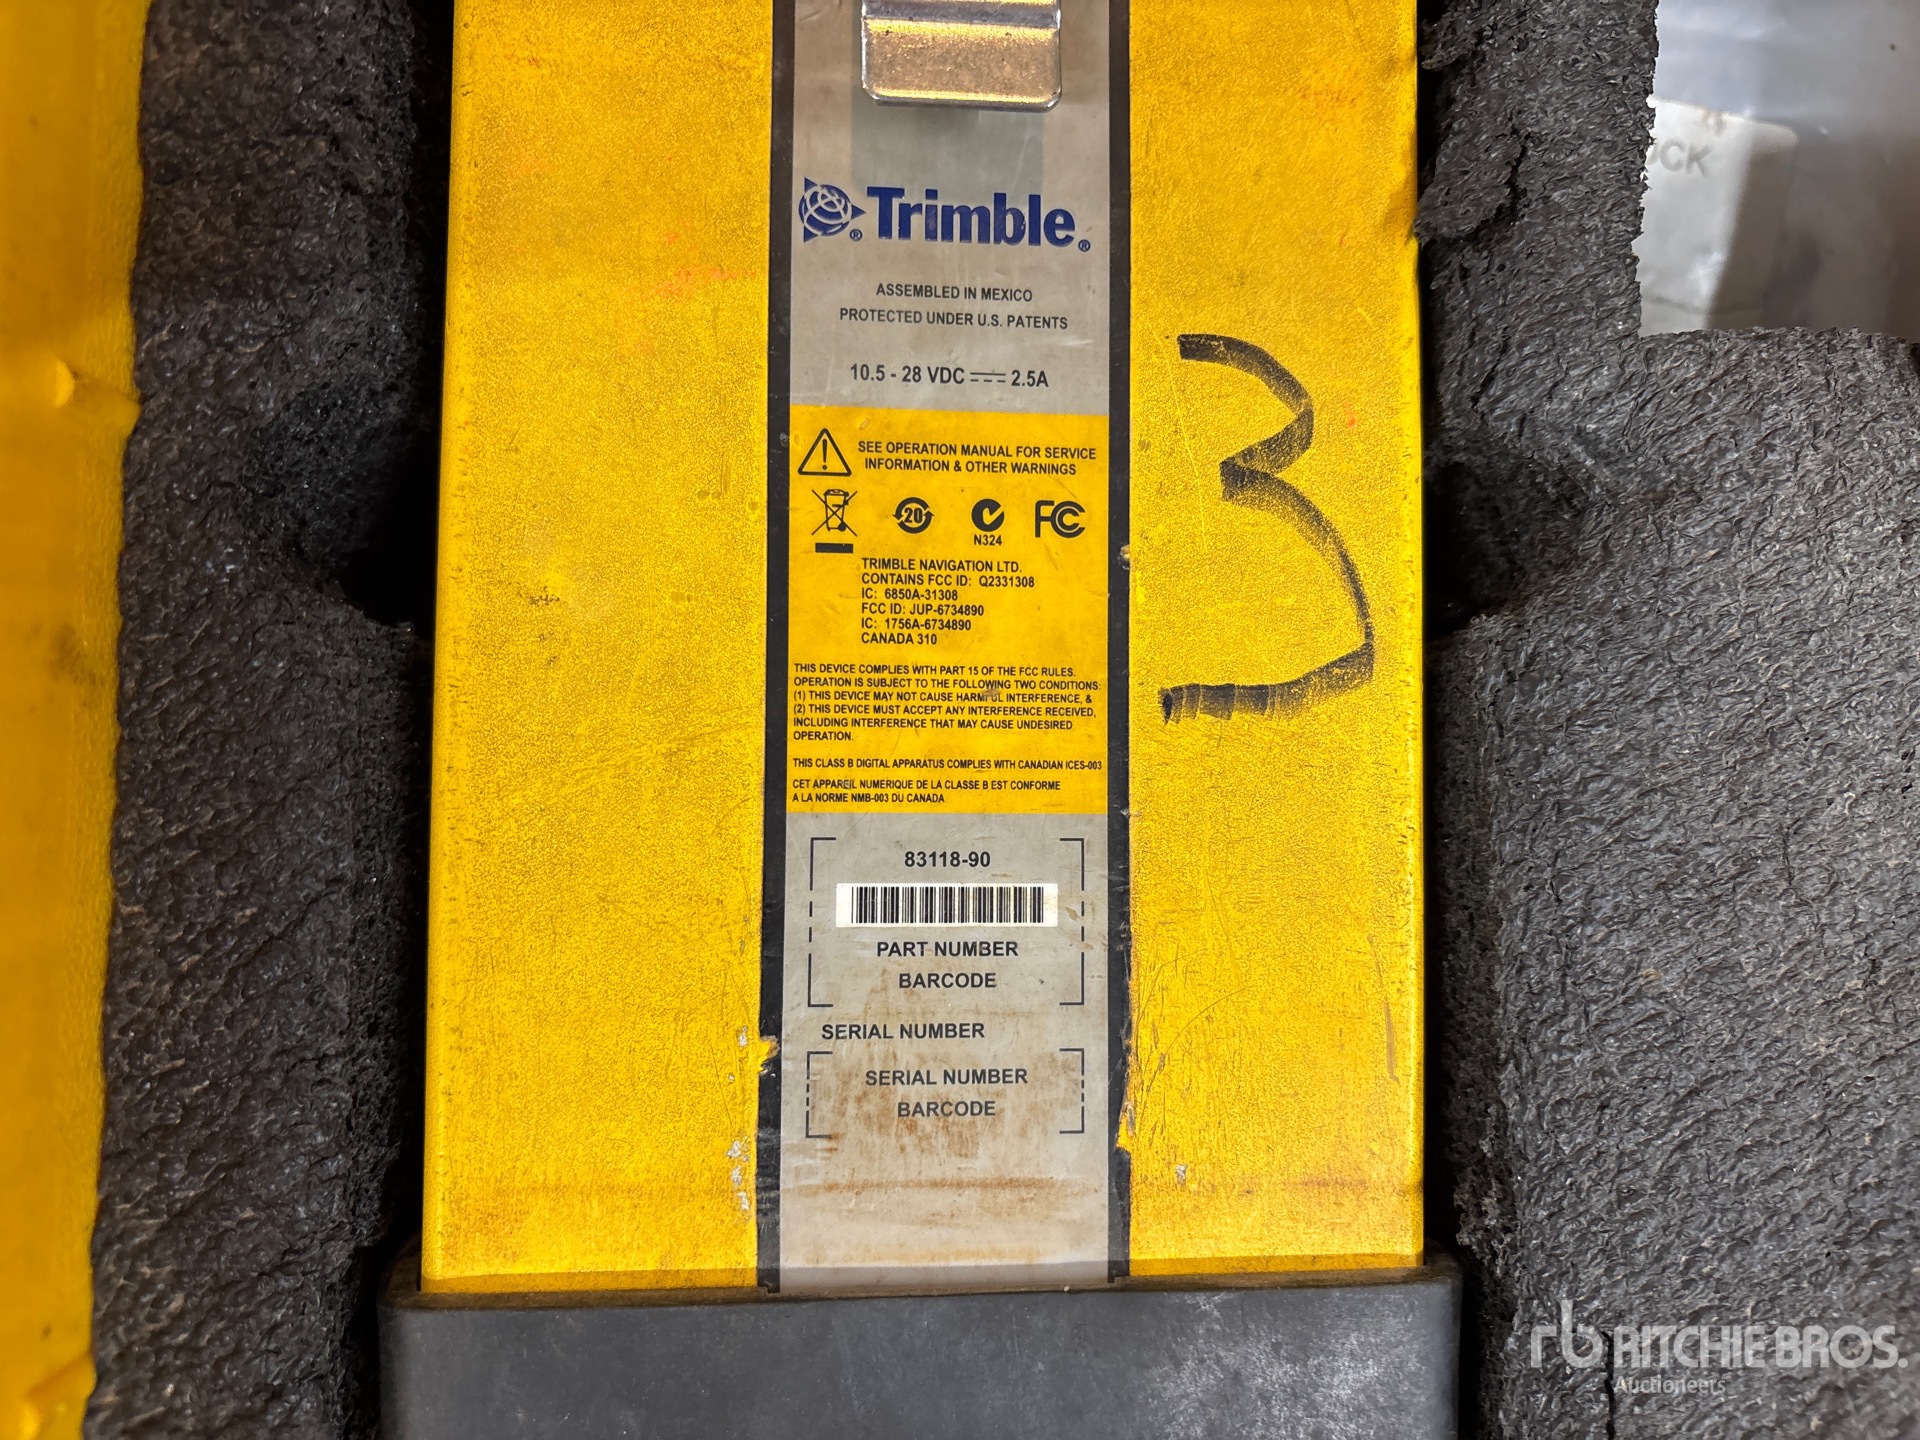 Trimble®
ASSEMBLED IN MEXICO
PROTECTED UNDER U.S. PATENTS
10.5 - 28 VDC 2.5A
SEE OPERATION MANUAL FOR SERVICE
INFORMATION & OTHER WARNINGS
20
N324
FC
TRIMBLE NAVIGATION LTD.
CONTAINS FCC ID: Q2331308
IC: 6850A-31308
FCC ID: JUP-6734890
IC: 1756A-6734890
CANADA 310
THIS DEVICE COMPLIES WITH PART 15 OF THE FCC RULES.
OPERATION IS SUBJECT TO THE FOLLOWING TWO CONDITIONS:
(1) THIS DEVICE MAY NOT CAUSE HARMFUL INTERFERENCE, &
(2) THIS DEVICE MUST ACCEPT ANY INTERFERENCE RECEIVED,
INCLUDING INTERFERENCE THAT MAY CAUSE UNDESIRED
OPERATION.
THIS CLASS B DIGITAL APPARATUS COMPLIES WITH CANADIAN ICES-003
CET APPAREIL NUMERIQUE DE LA CLASSE B EST CONFORME
A LA NORME NMB-003 DU CANADA
83118-90
PART NUMBER
BARCODE
SERIAL NUMBER
SERIAL NUMBER
BARCODE
3
rb RITCHIE BROS.
Auctioneers